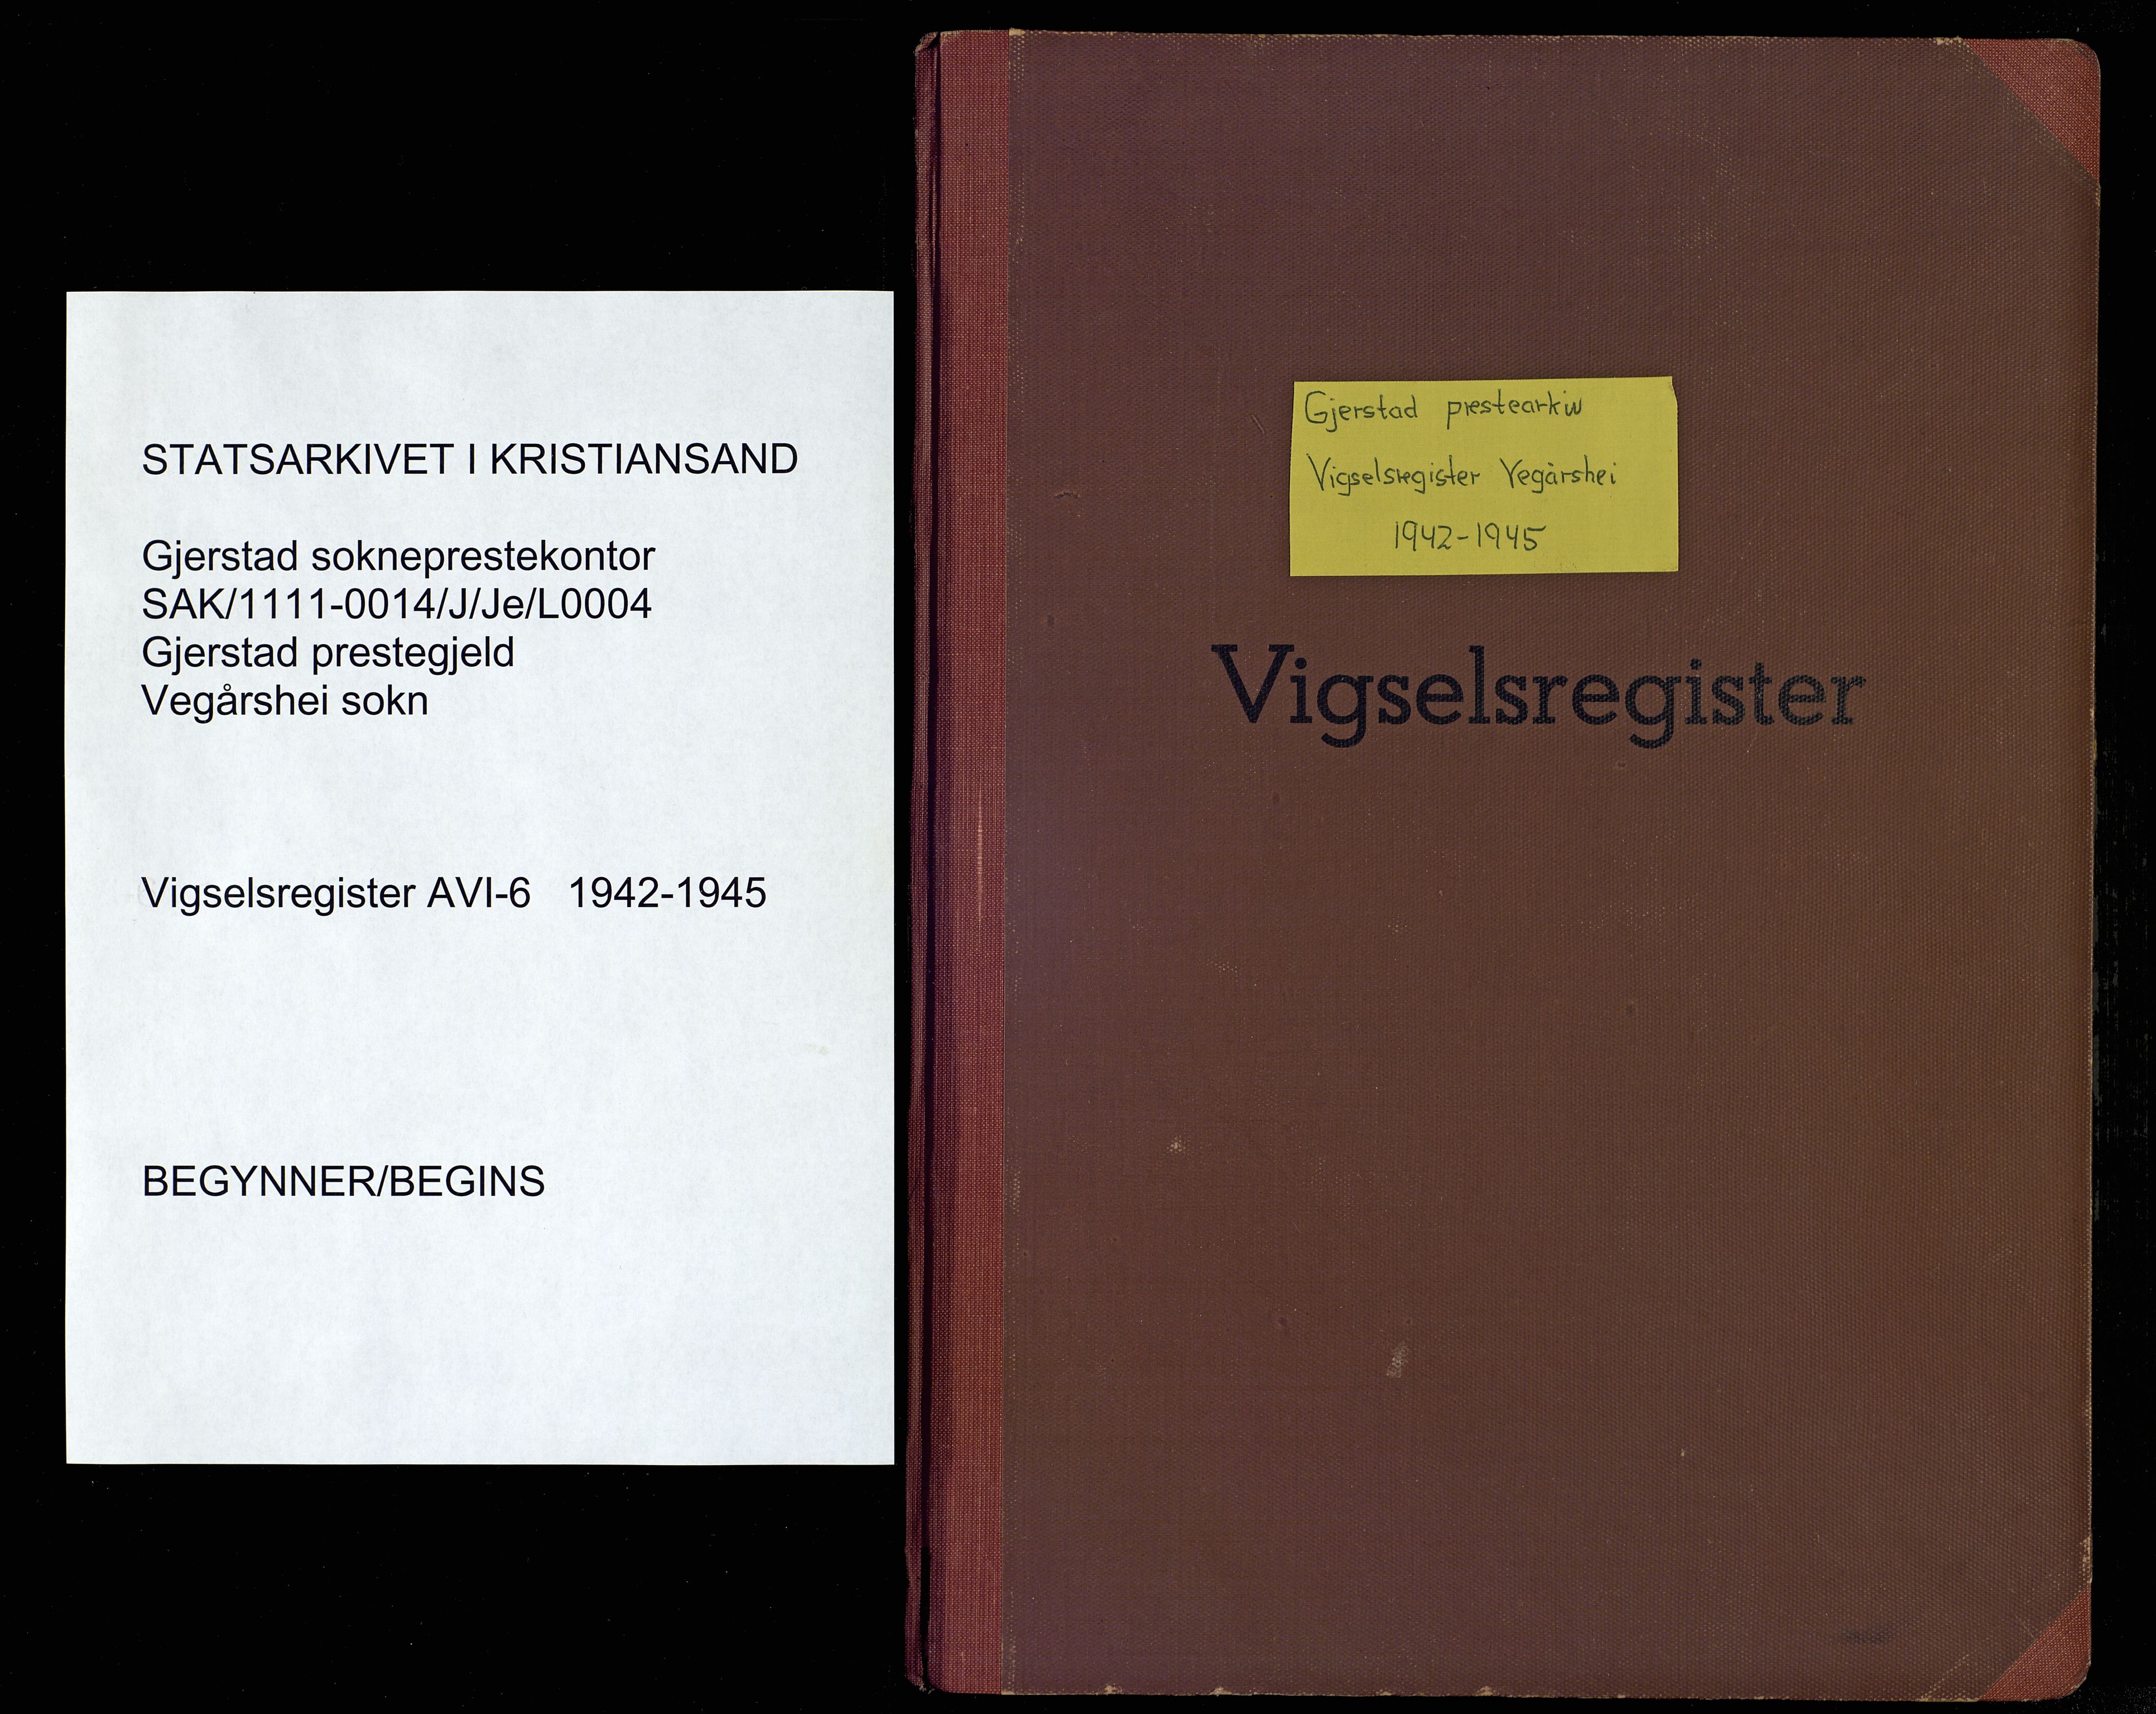 STATSARKIVET I KRISTIANSAND
Gjerstad sokneprestekontor
SAK/1111-0014/J/Je/L0004
Gjerstad prestegjeld
Vegårshei sokn
Vigselsregister AVI-6 1942-1945
BEGYNNER/BEGINS
Gjerstad prestearkiv
Vigselsregister Vegårshei
1942-1945
Vigselsregister